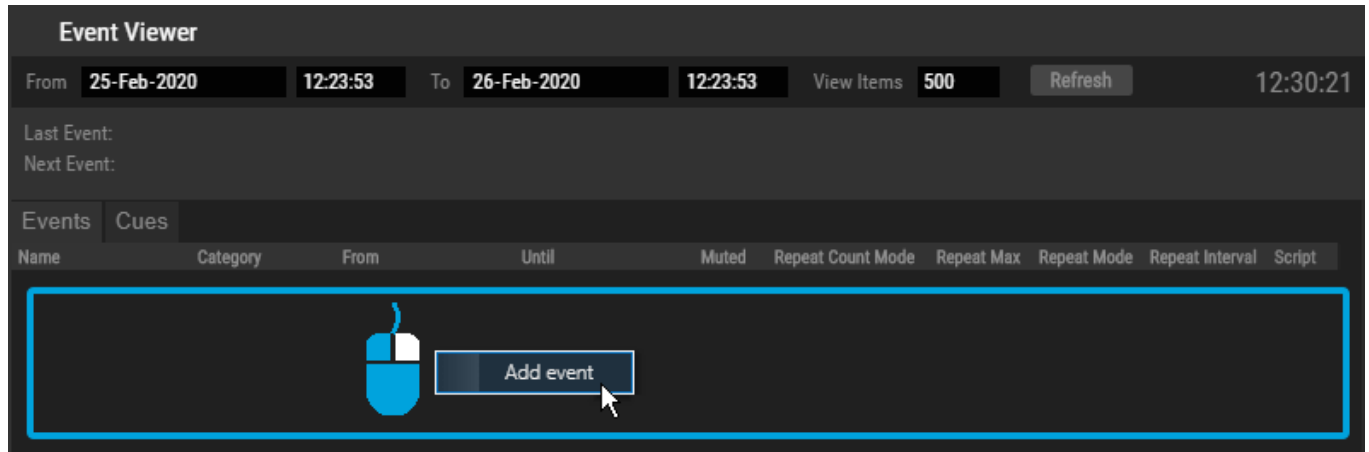 Event Viewer
From 25-Feb-2020 12:23:53 To 26-Feb-2020 12:23:53 View Items 500 Refresh 12:30:21
Last Event:
Next Event:
Events Cues
Name Category From Until Muted Repeat Count Mode Repeat Max Repeat Mode Repeat Interval Script
Add event